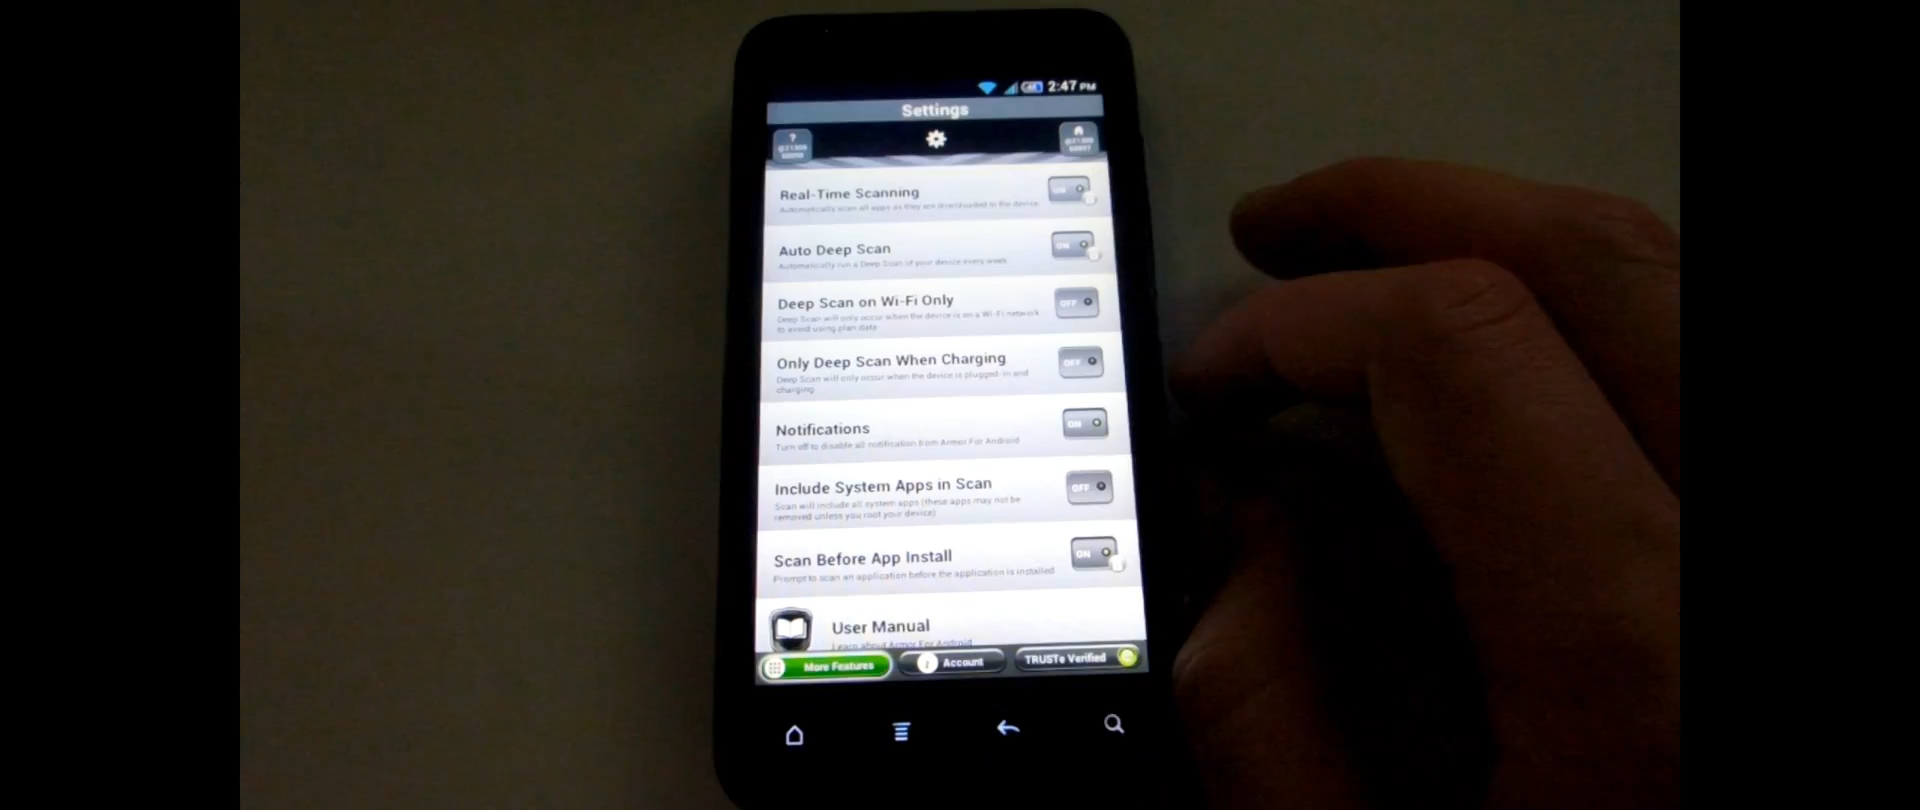 2:47 PM
Settings
?
Real-Time Scanning
ON
Automatically scan all apps as they are downloaded to the device
Auto Deep Scan
ON
Automatically run a Deep Scan of your device every week
Deep Scan on Wi-Fi Only
OFF
Deep Scan will only occur when the device is on a Wi-Fi network
to avoid using plan data
Only Deep Scan When Charging
OFF
Deep Scan will only occur when the device is plugged-in and
charging
Notifications
ON
Turn off to disable all notification from Armor For Android
Include System Apps in Scan
OFF
Scan will include all system apps (these apps may not be
removed unless you root your device)
Scan Before App Install
ON
Prompt to scan an application before the application is installed
User Manual
Learn about Armor For Android
More Features
i Account
TRUSTe Verified